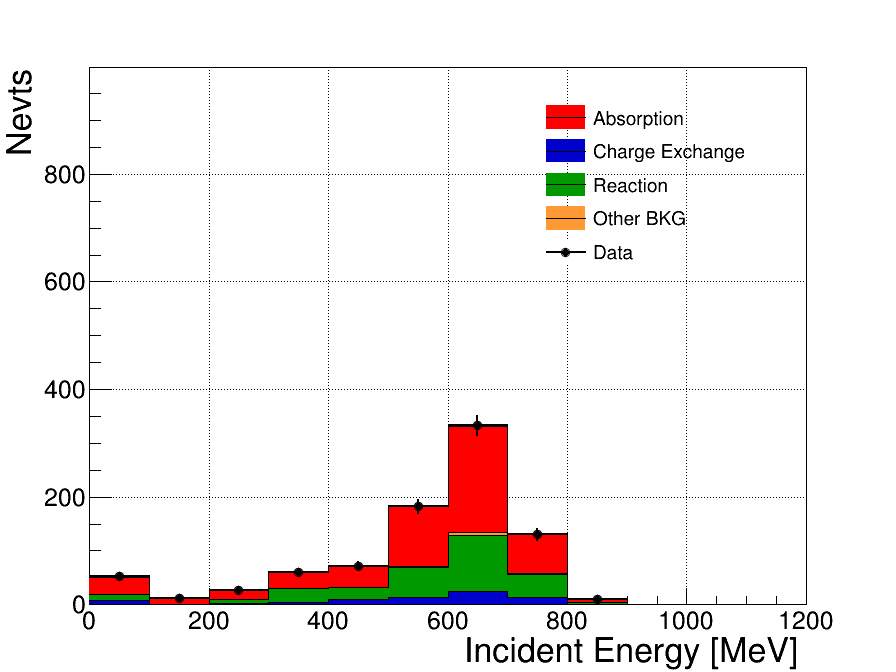 Nevts
800
600
400
200
0
Absorption
Charge Exchange
Reaction
Other BKG
Data
0 200 400 600 800 1000 1200
Incident Energy [MeV]